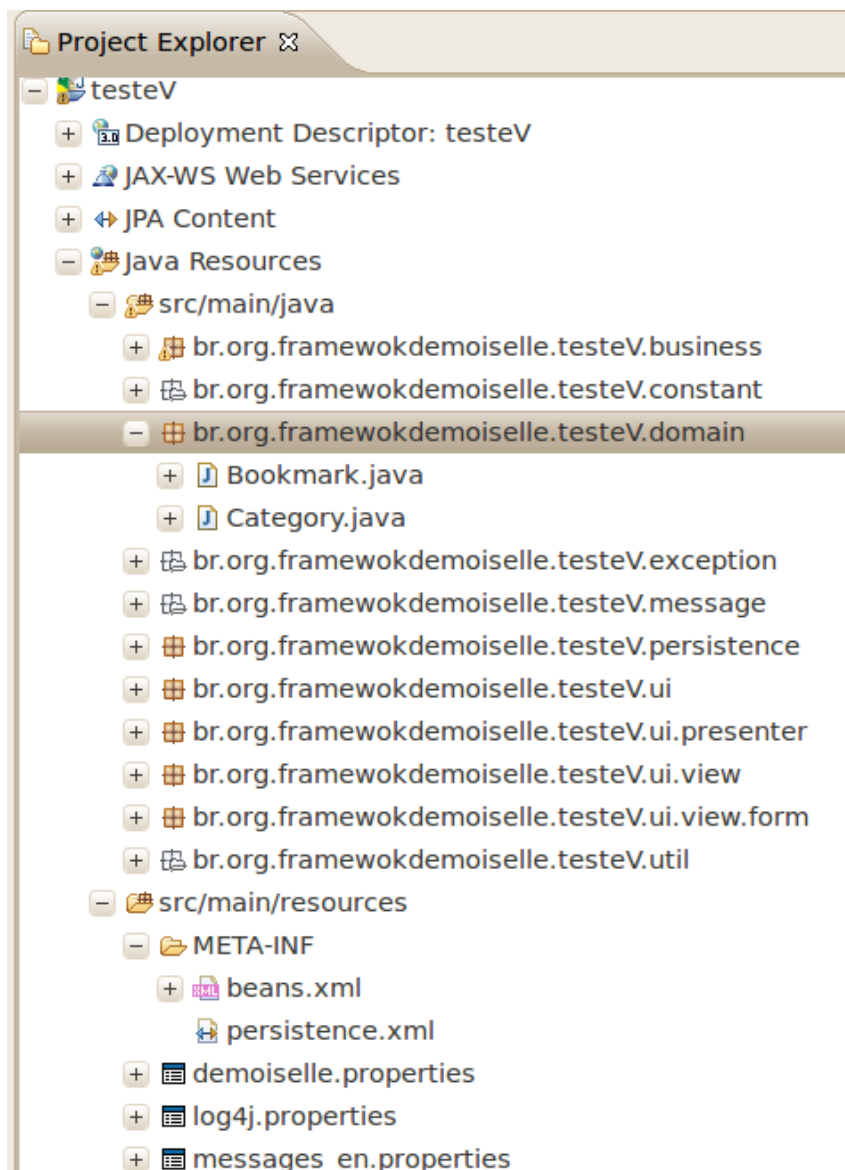 Project Explorer
testeV
Deployment Descriptor: testeV
JAX-WS Web Services
JPA Content
Java Resources
src/main/java
br.org.framewokdemoiselle.testeV.business
br.org.framewokdemoiselle.testeV.constant
br.org.framewokdemoiselle.testeV.domain
Bookmark.java
Category.java
br.org.framewokdemoiselle.testeV.exception
br.org.framewokdemoiselle.testeV.message
br.org.framewokdemoiselle.testeV.persistence
br.org.framewokdemoiselle.testeV.ui
br.org.framewokdemoiselle.testeV.ui.presenter
br.org.framewokdemoiselle.testeV.ui.view
br.org.framewokdemoiselle.testeV.ui.view.form
br.org.framewokdemoiselle.testeV.util
src/main/resources
META-INF
beans.xml
persistence.xml
demoiselle.properties
log4j.properties
messages_en.properties